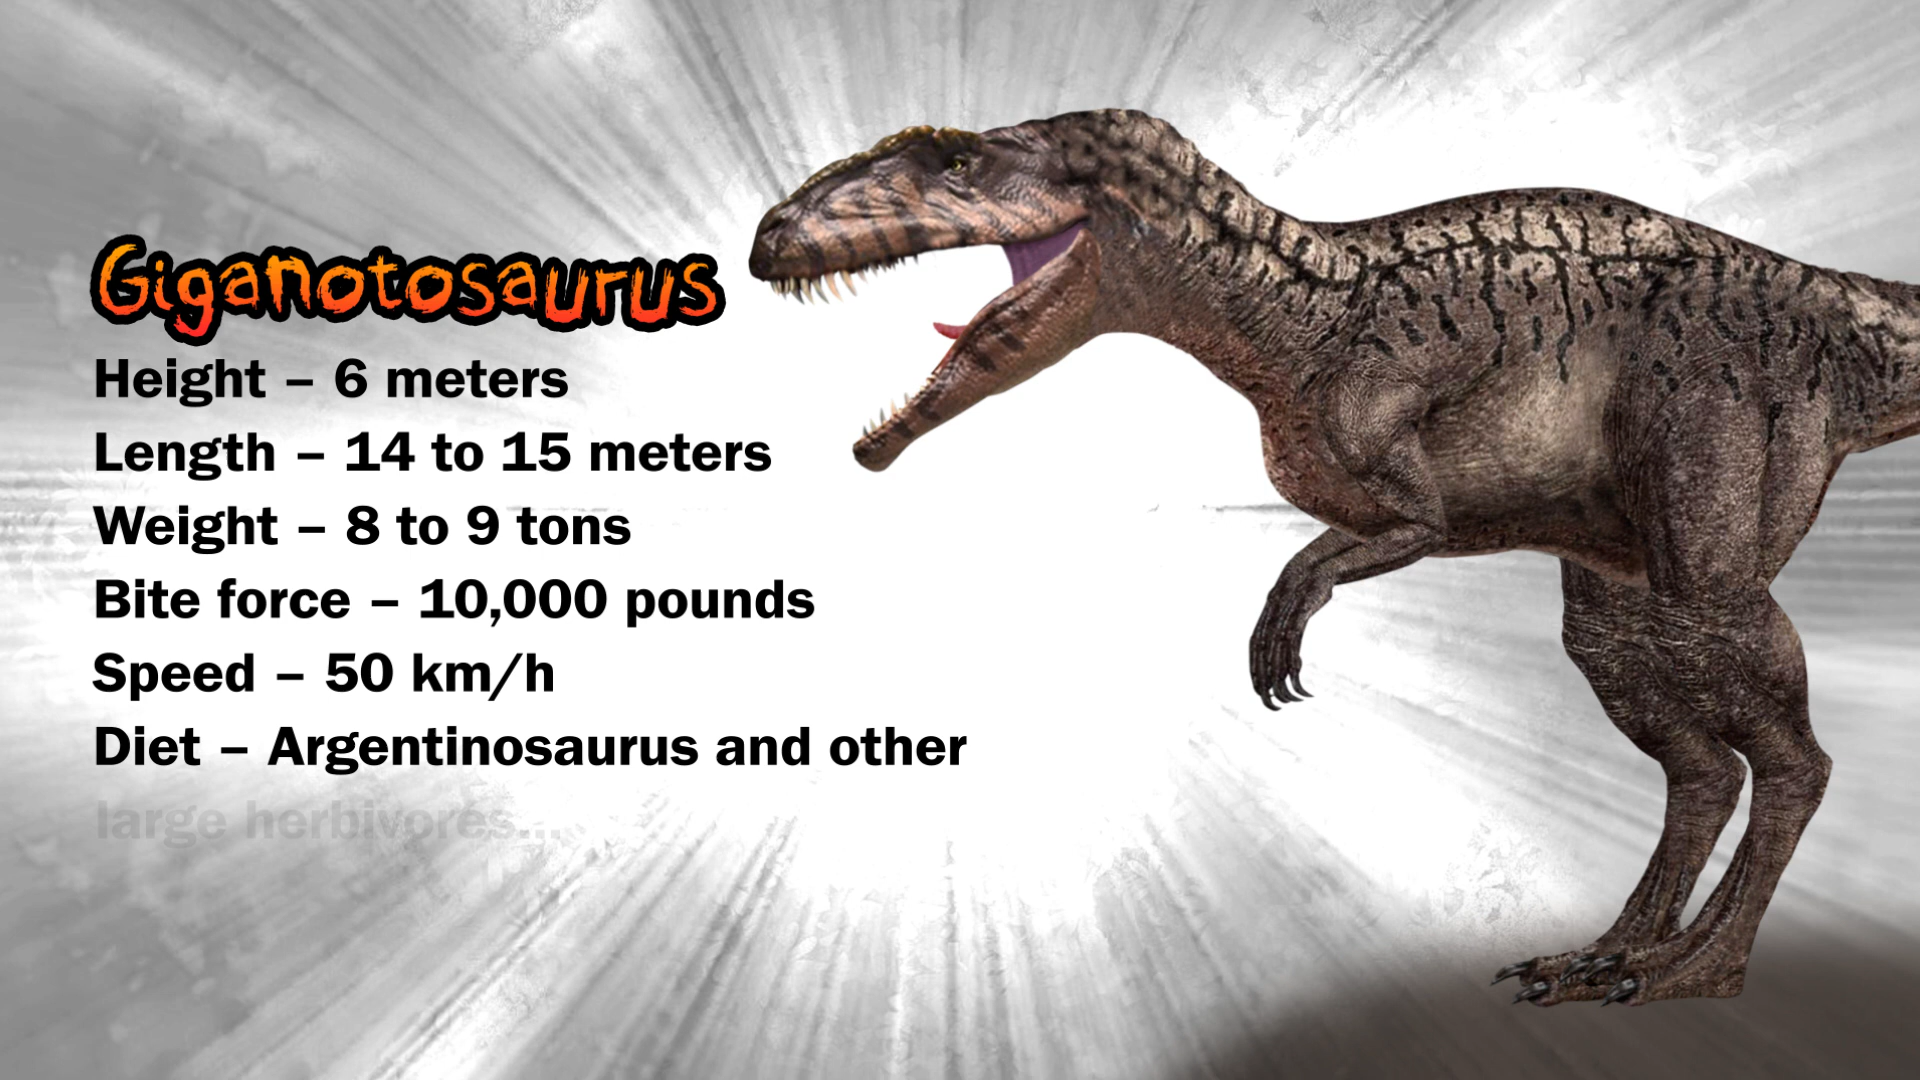 Giganotosaurus
Height – 6 meters
Length – 14 to 15 meters
Weight – 8 to 9 tons
Bite force – 10,000 pounds
Speed – 50 km/h
Diet – Argentinosaurus and other
large herbivores...